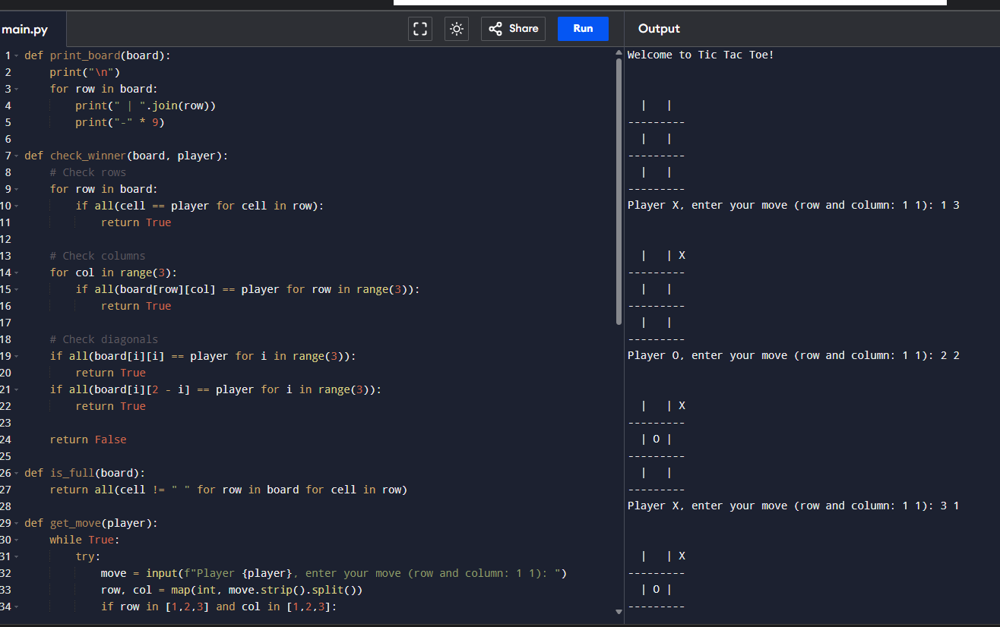 main.py
Share
Run
Output
1 def print_board(board):
2     print("\n")
3     for row in board:
4         print(" | ".join(row))
5         print("-" * 9)
6
7 def check_winner(board, player):
8     # Check rows
9     for row in board:
10         if all(cell == player for cell in row):
11             return True
12
13     # Check columns
14     for col in range(3):
15         if all(board[row][col] == player for row in range(3)):
16             return True
17
18     # Check diagonals
19     if all(board[i][i] == player for i in range(3)):
20         return True
21     if all(board[i][2 - i] == player for i in range(3)):
22         return True
23
24     return False
25
26 def is_full(board):
27     return all(cell != " " for row in board for cell in row)
28
29 def get_move(player):
30     while True:
31         try:
32             move = input(f"Player {player}, enter your move (row and column: 1 1): ")
33             row, col = map(int, move.strip().split())
34             if row in [1,2,3] and col in [1,2,3]:
Welcome to Tic Tac Toe!
  |   |
---------
  |   |
---------
  |   |
---------
Player X, enter your move (row and column: 1 1): 1 3
  |   | X
---------
  |   |
---------
  |   |
---------
Player O, enter your move (row and column: 1 1): 2 2
  |   | X
---------
  | O |
---------
  |   |
---------
Player X, enter your move (row and column: 1 1): 3 1
  |   | X
---------
  | O |
---------